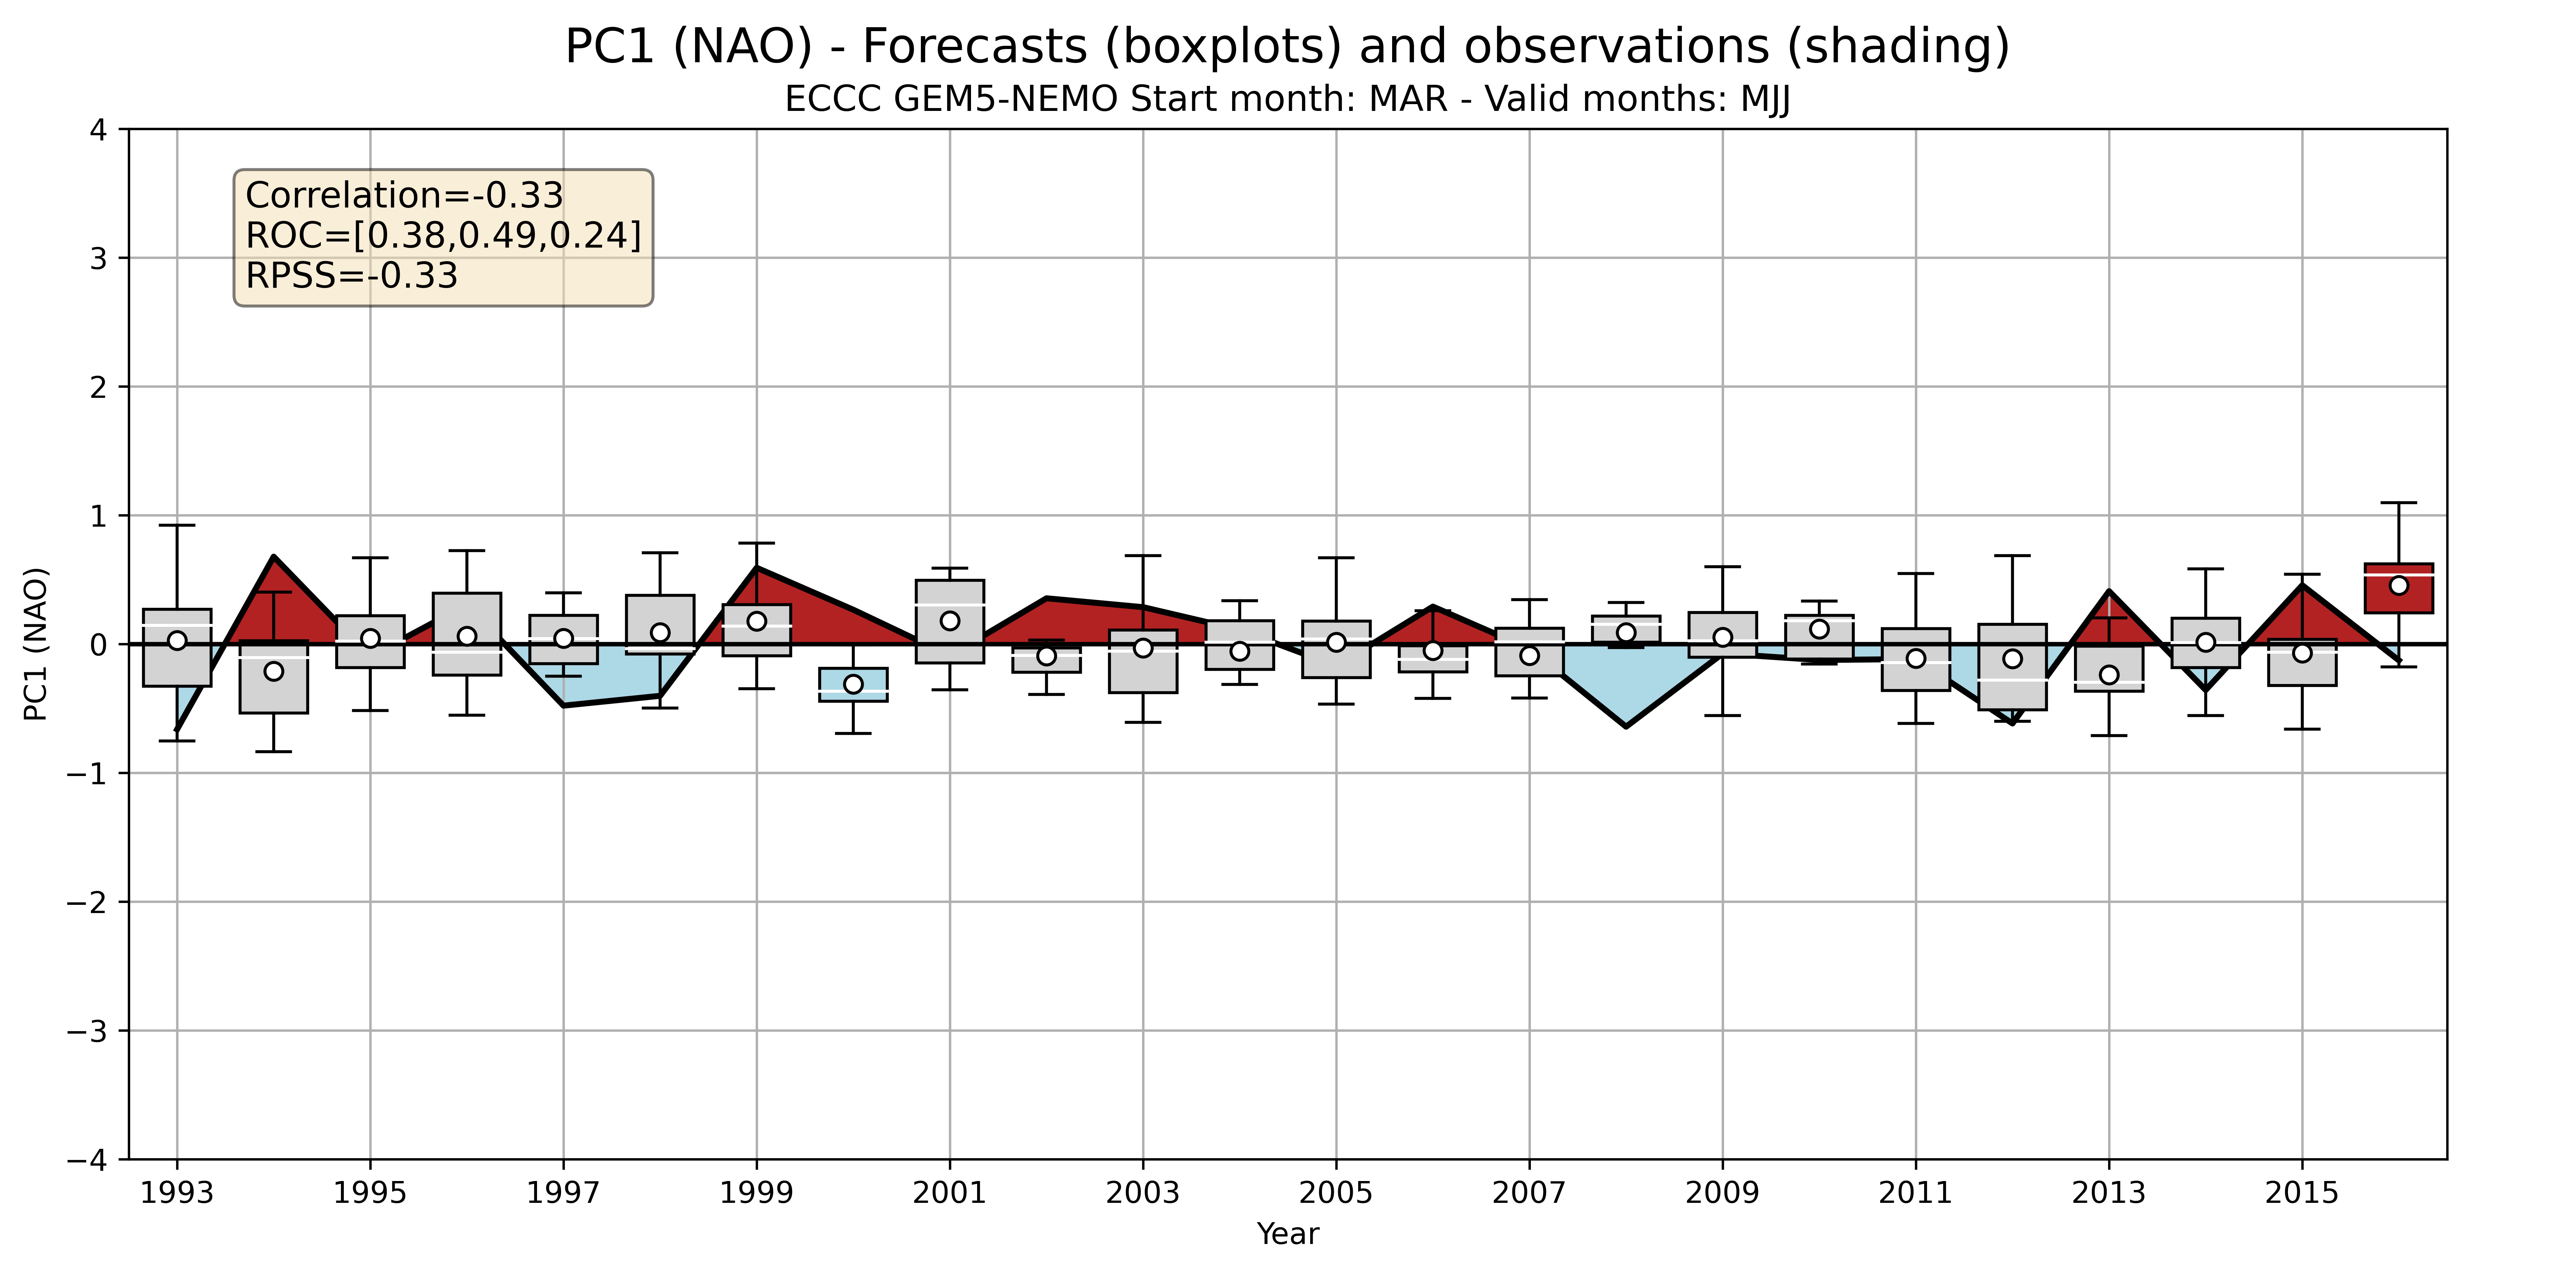 PC1 (NAO) - Forecasts (boxplots) and observations (shading)
ECCC GEM5-NEMO Start month: MAR - Valid months: MJJ
Correlation=-0.33
ROC=[0.38,0.49,0.24]
RPSS=-0.33
PC1 (NAO)
4
3
2
1
0
−1
−2
−3
−4
1993 1995 1997 1999 2001 2003 2005 2007 2009 2011 2013 2015
Year